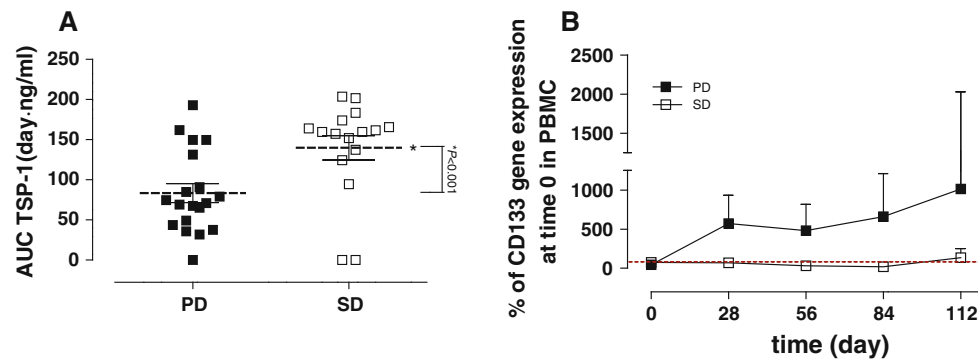 A
AUC TSP-1(day·ng/ml)
250
200
150
100
50
0
*
*P<0.001
PD
SD
B
% of CD133 gene expression
at time 0 in PBMC
2500
2000
1500
1000
500
0
PD
SD
0
28
56
84
112
time (day)